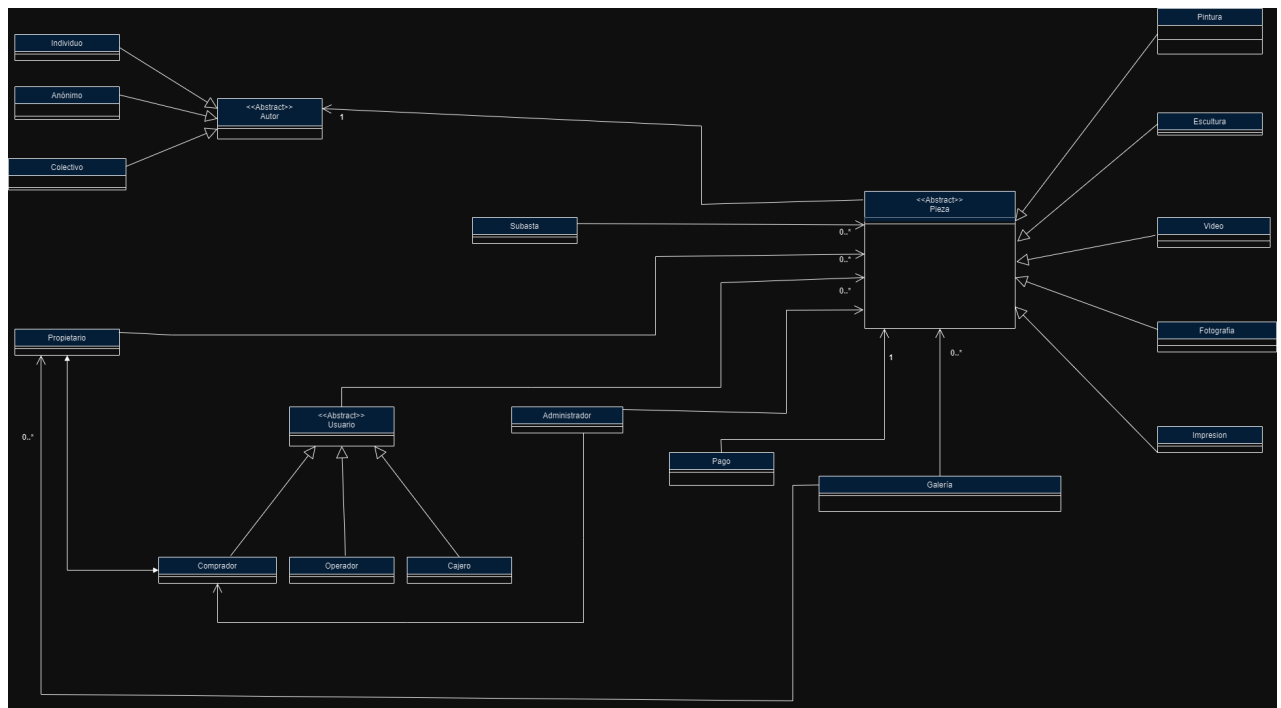 Pintura
Individuo
Anònimo
<<Abstract>>
Autor
1
Escultura
Colectivo
<<Abstract>>
Pieza
Subasta
0..*
Video
0..*
0..*
Propietario
Fotografia
1
0..*
<<Abstract>>
Usuario
Administrador
0..*
Impresion
Pago
Galería
Comprador
Operador
Cajero